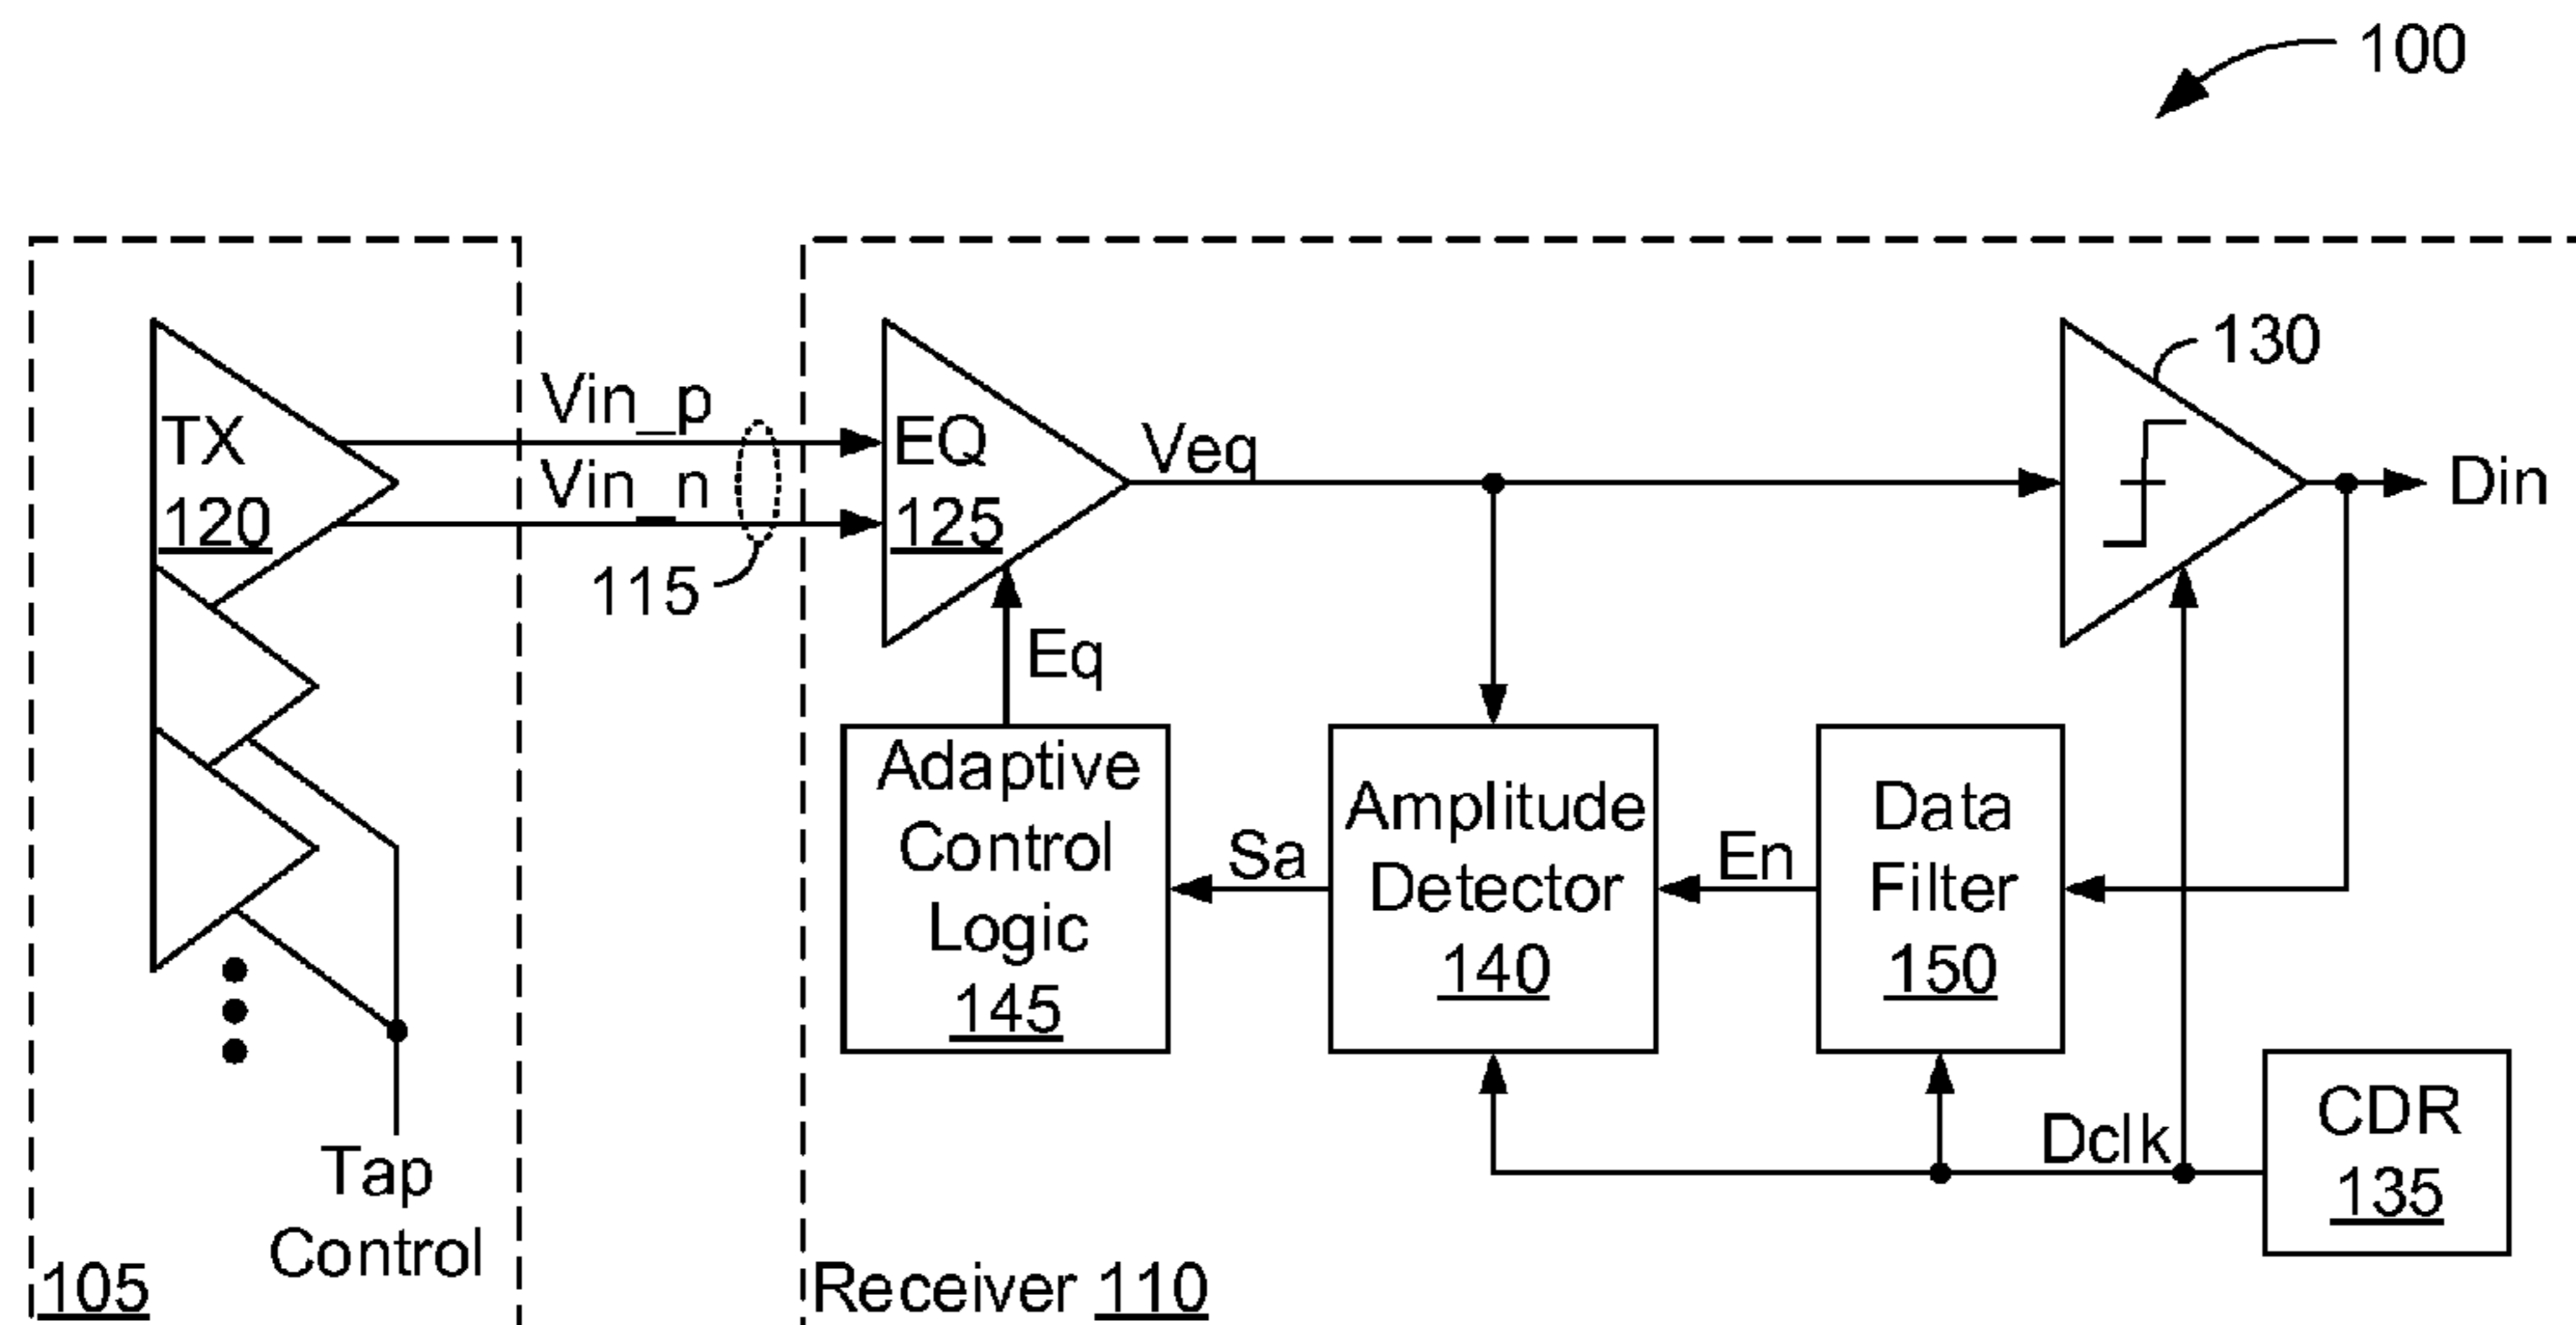 100
130
Vin_p
TX
120
Vin_n
115
EQ
125
Veq
Din
Eq
Adaptive
Control
Logic
145
Sa
Amplitude
Detector
140
En
Data
Filter
150
Dclk
CDR
135
Tap
Control
105
Receiver 110